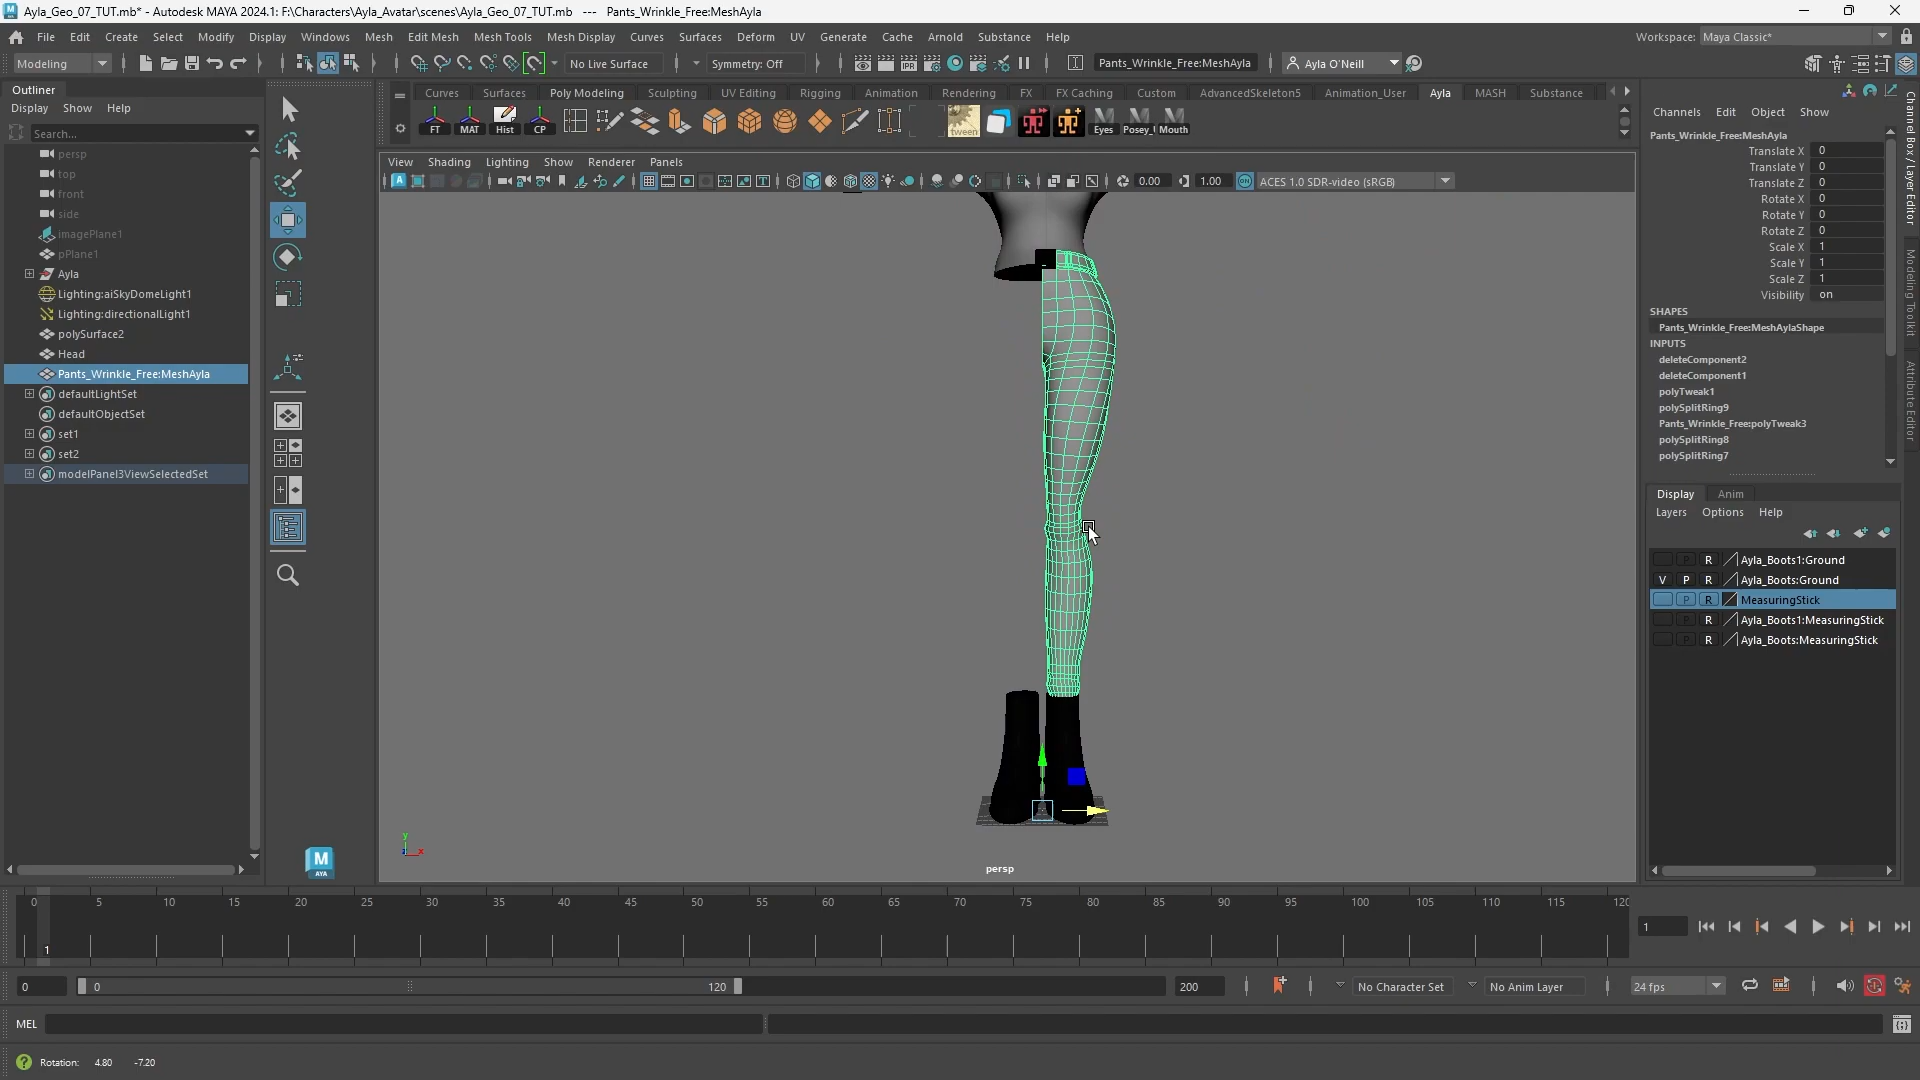 Ayla_Geo_07_TUT.mb* - Autodesk MAYA 2024.1: F:\Characters\Ayla_Avatar\scenes\Ayla_Geo_07_TUT.mb --- Pants_Wrinkle_Free:MeshAyla
File Edit Create Select Modify Display Windows Mesh Edit Mesh Mesh Tools Mesh Display Curves Surfaces Deform UV Generate Cache Arnold Substance Help
Workspace: Maya Classic*
Modeling No Live Surface Symmetry: Off Pants_Wrinkle_Free:MeshAyla Ayla O'Neill
Outliner
Display Show Help
Search...
persp
top
front
side
imagePlane1
pPlane1
Ayla
Lighting:aiSkyDomeLight1
Lighting:directionalLight1
polySurface2
Head
Pants_Wrinkle_Free:MeshAyla
defaultLightSet
defaultObjectSet
set1
set2
modelPanel3ViewSelectedSet
M
AYA
Curves Surfaces Poly Modeling Sculpting UV Editing Rigging Animation Rendering FX FX Caching Custom AdvancedSkeleton5 Animation_User Ayla MASH Substance
FT MAT Hist CP tween Eyes Posey_ Mouth
View Shading Lighting Show Renderer Panels
0.00 1.00 ACES 1.0 SDR-video (sRGB)
y
x
persp
Channels Edit Object Show
Pants_Wrinkle_Free:MeshAyla
Translate X 0
Translate Y 0
Translate Z 0
Rotate X 0
Rotate Y 0
Rotate Z 0
Scale X 1
Scale Y 1
Scale Z 1
Visibility on
SHAPES
Pants_Wrinkle_Free:MeshAylaShape
INPUTS
deleteComponent2
deleteComponent1
polyTweak1
polySplitRing9
Pants_Wrinkle_Free:polyTweak3
polySplitRing8
polySplitRing7
Display Anim
Layers Options Help
R Ayla_Boots1:Ground
V P R Ayla_Boots:Ground
P R MeasuringStick
R Ayla_Boots1:MeasuringStick
R Ayla_Boots:MeasuringStick
Channel Box / Layer Editor
Modeling Toolkit
Attribute Editor
0 5 10 15 20 25 30 35 40 45 50 55 60 65 70 75 80 85 90 95 100 105 110 115 120
1
1
0 0 120 200 No Character Set No Anim Layer 24 fps
MEL
Rotation: 4.80 -7.20